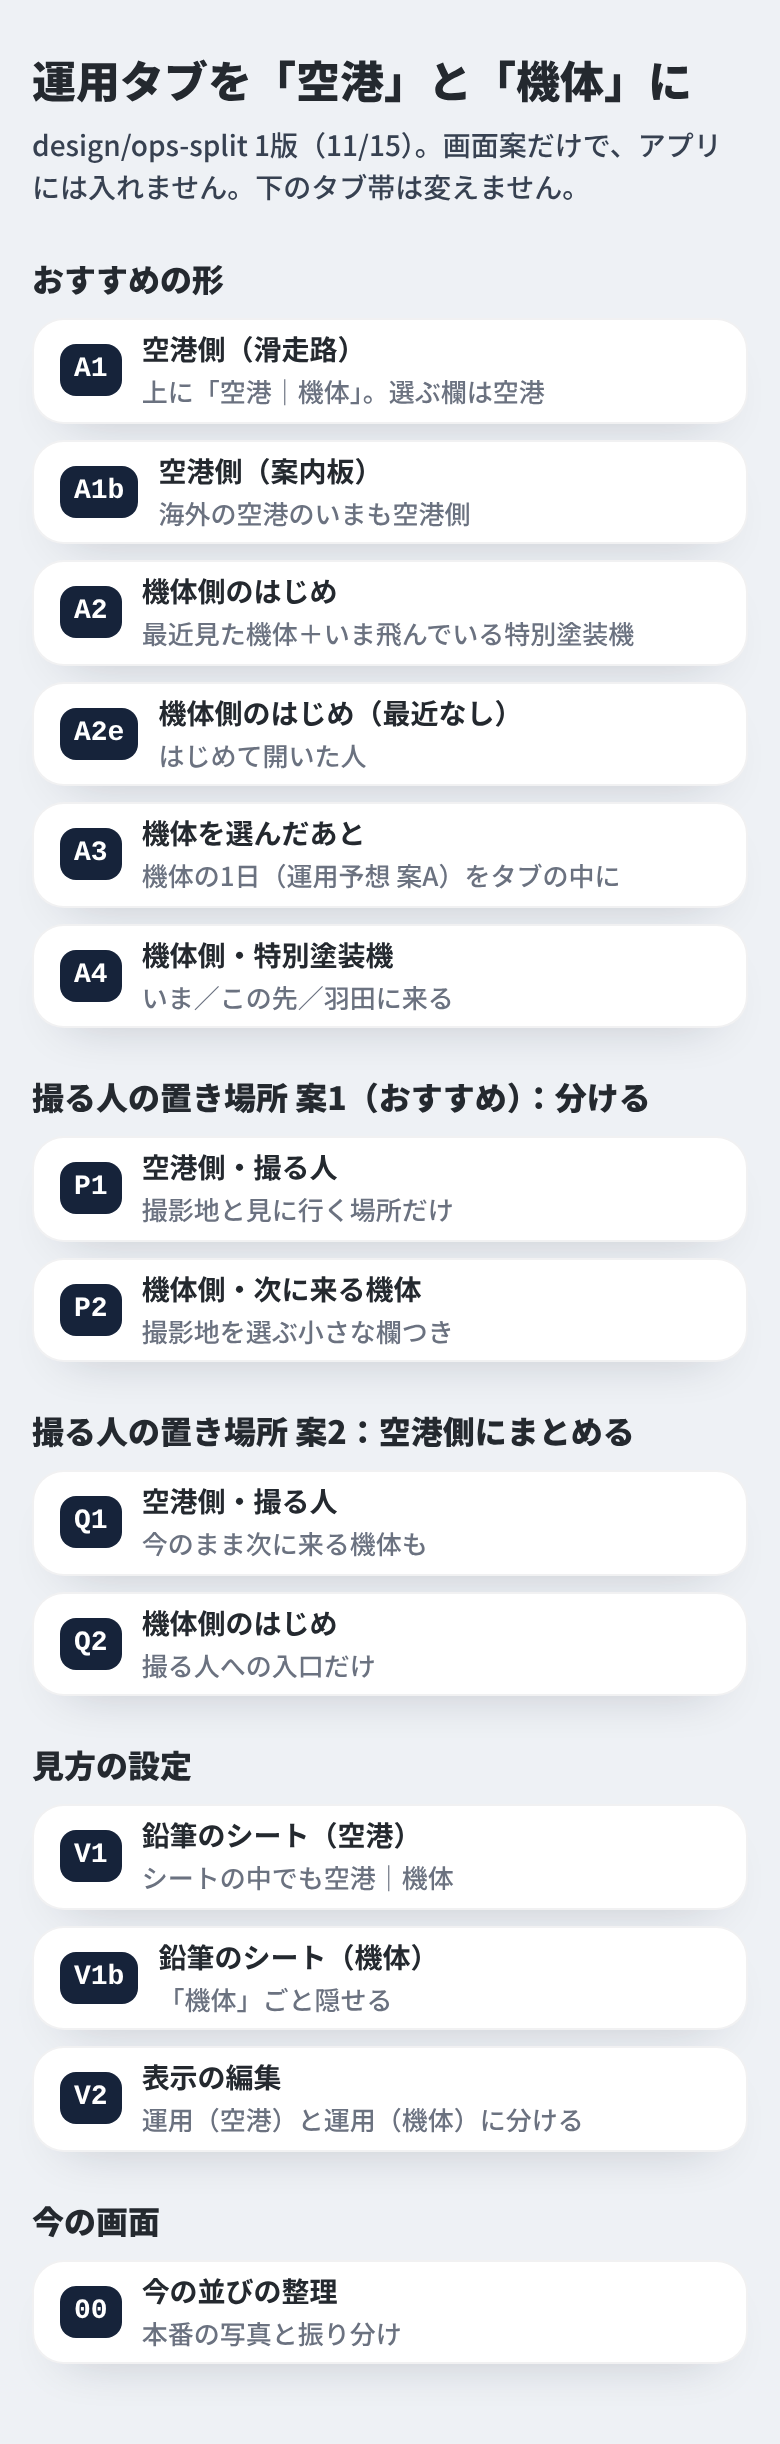 運用タブを「空港」と「機体」に
design/ops-split 1版（11/15）。画面案だけで、アプリ
には入れません。下のタブ帯は変えません。
おすすめの形
A1
空港側（滑走路）
上に「空港｜機体」。選ぶ欄は空港
A1b
空港側（案内板）
海外の空港のいまも空港側
A2
機体側のはじめ
最近見た機体＋いま飛んでいる特別塗装機
A2e
機体側のはじめ（最近なし）
はじめて開いた人
A3
機体を選んだあと
機体の1日（運用予想 案A）をタブの中に
A4
機体側・特別塗装機
いま／この先／羽田に来る
撮る人の置き場所 案1（おすすめ）：分ける
P1
空港側・撮る人
撮影地と見に行く場所だけ
P2
機体側・次に来る機体
撮影地を選ぶ小さな欄つき
撮る人の置き場所 案2：空港側にまとめる
Q1
空港側・撮る人
今のまま次に来る機体も
Q2
機体側のはじめ
撮る人への入口だけ
見方の設定
V1
鉛筆のシート（空港）
シートの中でも空港｜機体
V1b
鉛筆のシート（機体）
「機体」ごと隠せる
V2
表示の編集
運用（空港）と運用（機体）に分ける
今の画面
00
今の並びの整理
本番の写真と振り分け